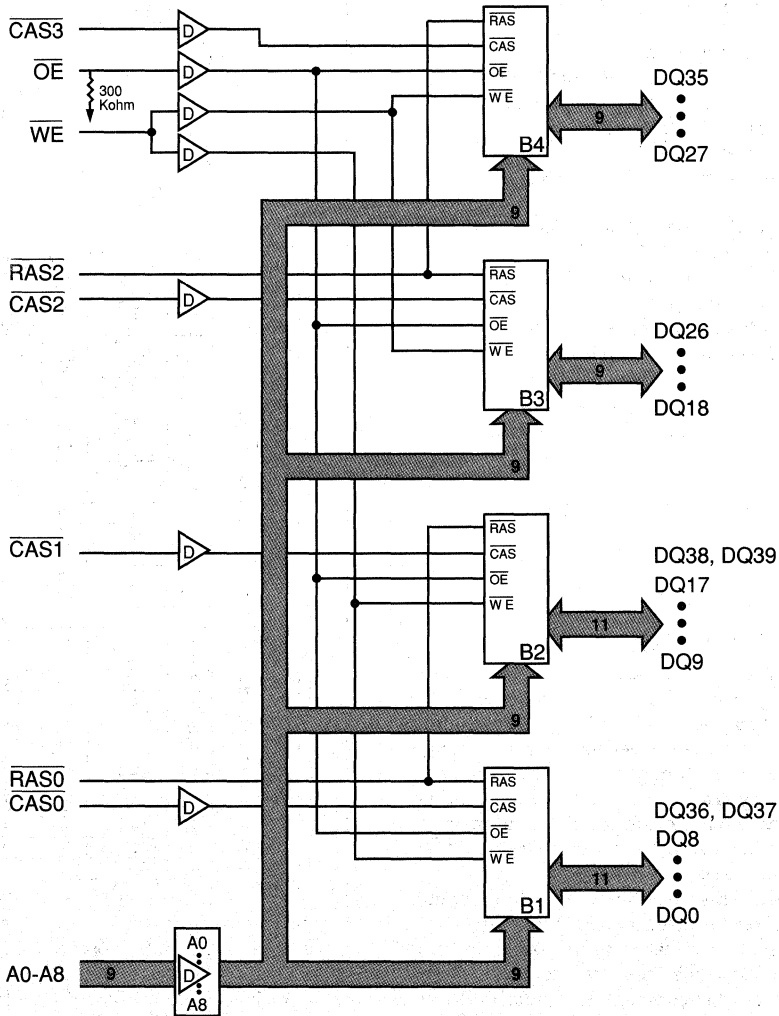 CAS3
D
RAS
CAS
OE
D
OE
DQ35
300
Kohm
D
WE
9
WE
D
B4
DQ27
9
RAS2
RAS
CAS2
D
CAS
OE
DQ26
WE
9
B3
DQ18
9
RAS
CAS1
D
CAS
DQ38, DQ39
OE
DQ17
WE
11
B2
DQ9
9
RAS0
RAS
CAS0
D
CAS
DQ36, DQ37
OE
DQ8
WE
11
B1
DQ0
A0-A8
9
A0
D
A8
9